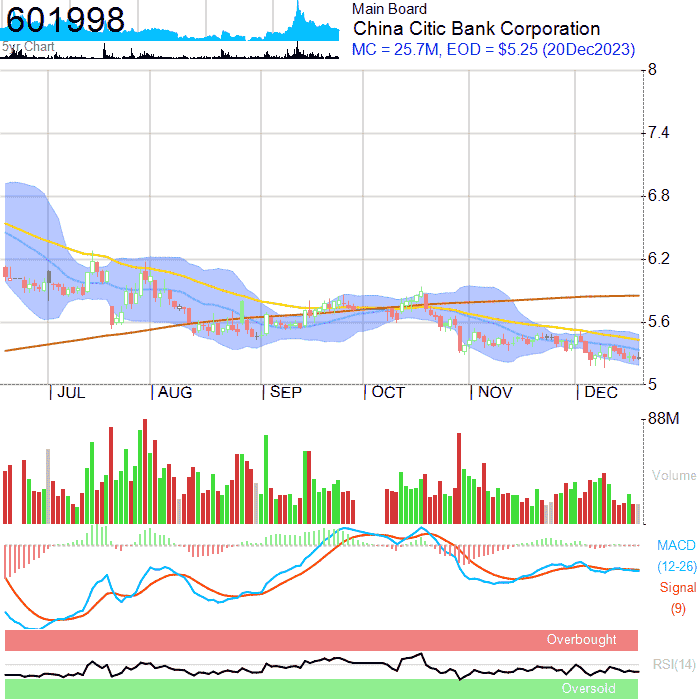 601998
5yr Chart
Main Board
China Citic Bank Corporation
MC = 25.7M, EOD = $5.25 (20Dec2023)
8
7.4
6.8
6.2
5.6
5
| JUL | AUG | SEP | OCT | NOV | DEC
88M
Volume
MACD
(12-26)
Signal
(9)
Overbought
RSI(14)
Oversold